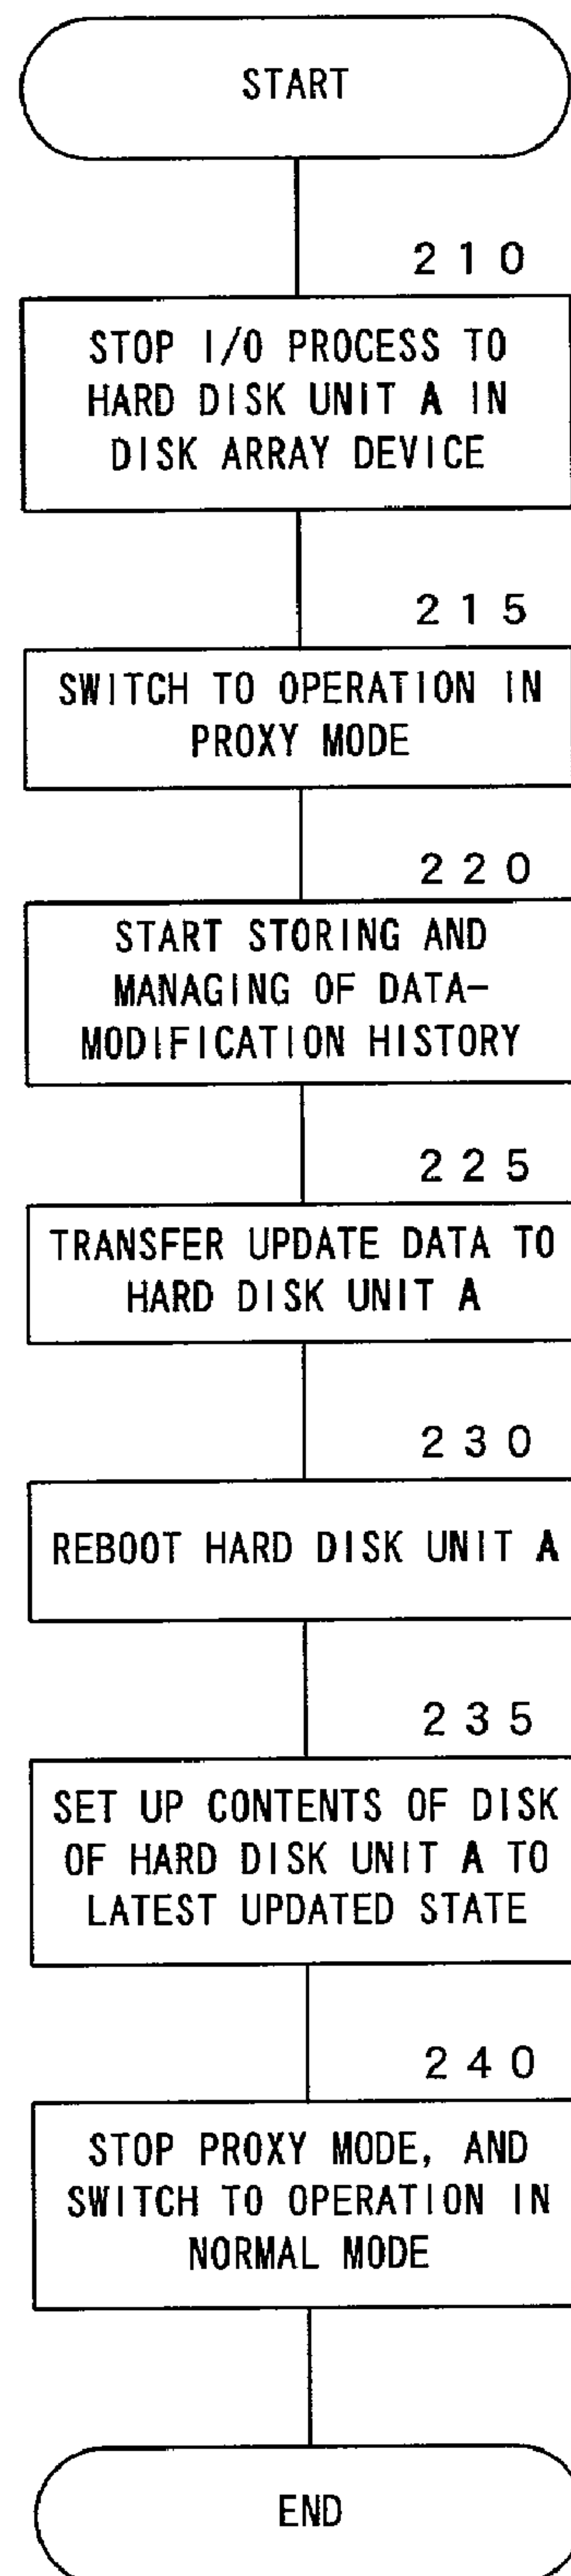 START
210
STOP I/O PROCESS TO
HARD DISK UNIT A IN
DISK ARRAY DEVICE
215
SWITCH TO OPERATION IN
PROXY MODE
220
START STORING AND
MANAGING OF DATA-
MODIFICATION HISTORY
225
TRANSFER UPDATE DATA TO
HARD DISK UNIT A
230
REBOOT HARD DISK UNIT A
235
SET UP CONTENTS OF DISK
OF HARD DISK UNIT A TO
LATEST UPDATED STATE
240
STOP PROXY MODE, AND
SWITCH TO OPERATION IN
NORMAL MODE
END